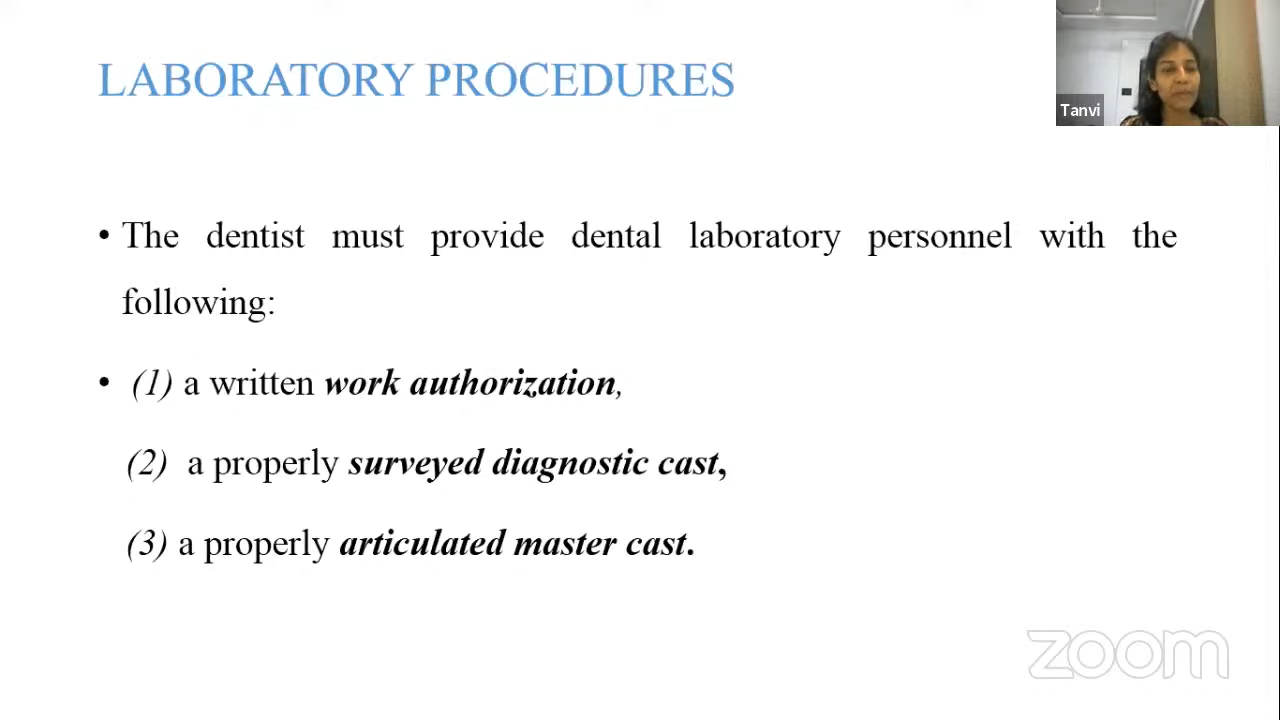 LABORATORY PROCEDURES
Tanvi
• The dentist must provide dental laboratory personnel with the
following:
• (1) a written work authorization,
(2) a properly surveyed diagnostic cast,
(3) a properly articulated master cast.
zoom